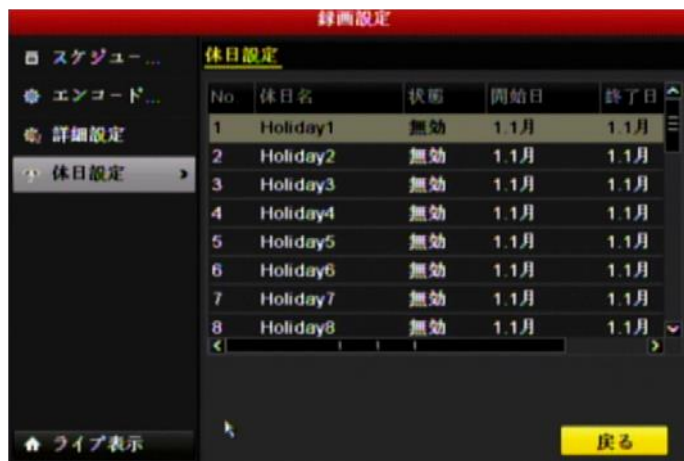 録画設定
スケジュー...
エンコード...
詳細設定
休日設定
ライブ表示
休日設定
No. 休日名 状態 開始日 終了日
1 Holiday1 無効 1.1月 1.1月
2 Holiday2 無効 1.1月 1.1月
3 Holiday3 無効 1.1月 1.1月
4 Holiday4 無効 1.1月 1.1月
5 Holiday5 無効 1.1月 1.1月
6 Holiday6 無効 1.1月 1.1月
7 Holiday7 無効 1.1月 1.1月
8 Holiday8 無効 1.1月 1.1月
戻る